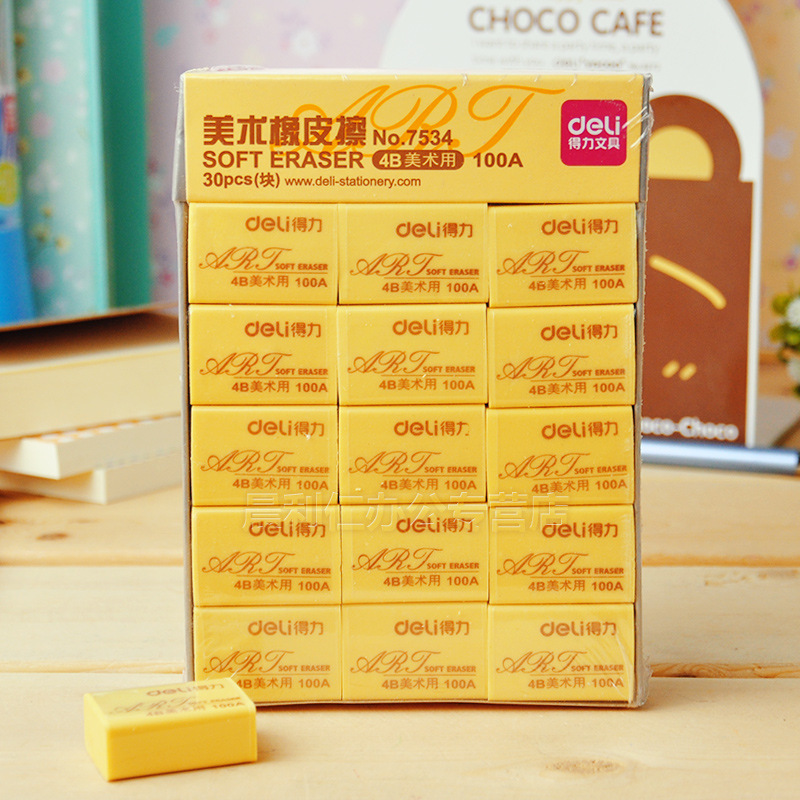 CHOCO CAFE
美术橡皮擦 No.7534
ART
deli
得力文具
SOFT ERASER 4B美术用 100A
30pcs(块) www.deli-stationery.com
deli得力
ART SOFT ERASER
4B美术用 100A
deli得力
ART SOFT ERASER
4B美术用 100A
deli得力
ART SOFT ERASER
4B美术用 100A
deli得力
ART SOFT ERASER
4B美术用 100A
deli得力
ART SOFT ERASER
4B美术用 100A
deli得力
ART SOFT ERASER
4B美术用 100A
deli得力
ART SOFT ERASER
4B美术用 100A
deli得力
ART SOFT ERASER
4B美术用 100A
deli得力
ART SOFT ERASER
4B美术用 100A
晨利仁办公专营店
deli得力
ART SOFT ERASER
4B美术用 100A
deli得力
ART SOFT ERASER
4B美术用 100A
deli得力
ART SOFT ERASER
4B美术用 100A
deli得力
ART SOFT ERASER
4B美术用 100A
deli得力
ART SOFT ERASER
4B美术用 100A
deli得力
ART SOFT ERASER
4B美术用 100A
oco-Choco
deli得力
ART
4B美术用 100A